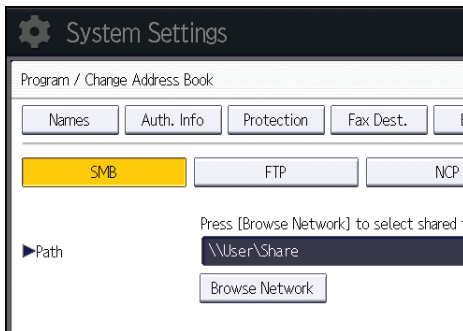 System Settings
Program / Change Address Book
Names Auth. Info Protection Fax Dest.
SMB FTP NCP
Press [Browse Network] to select shared
▶Path \\User\Share
Browse Network